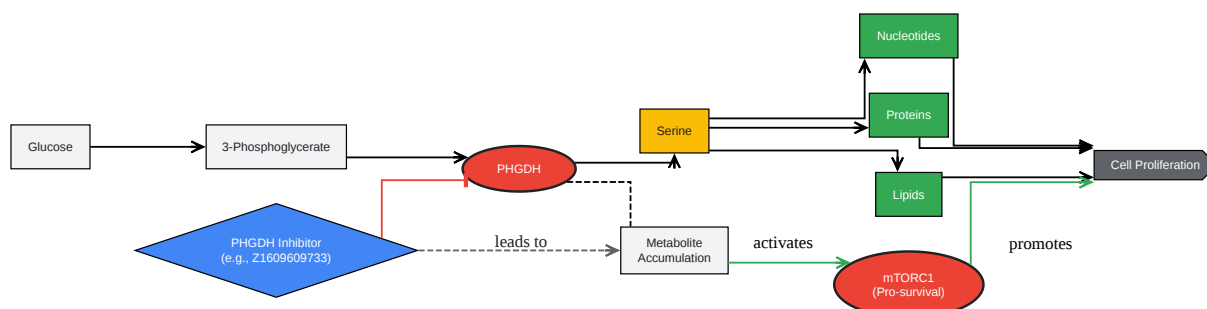 Nucleotides
Proteins
Serine
Glucose
3-Phosphoglycerate
PHGDH
Cell Proliferation
Lipids
PHGDH Inhibitor
(e.g., Z1609609733)
leads to
Metabolite
Accumulation
activates
promotes
mTORC1
(Pro-survival)